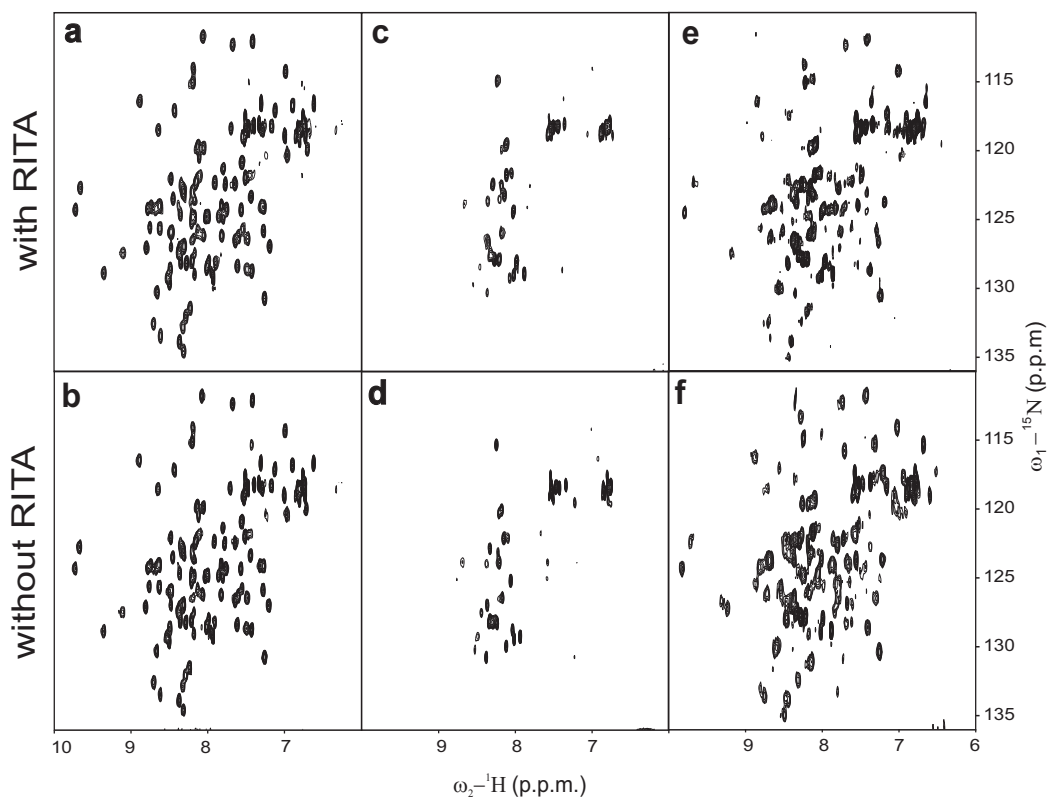 a
c
e
b
d
f
with RITA
without RITA
115
120
125
130
135
115
120
125
130
135
ω₁–¹⁵N (p.p.m)
10 9 8 7
9 8 7
9 8 7 6
ω₂–¹H (p.p.m.)